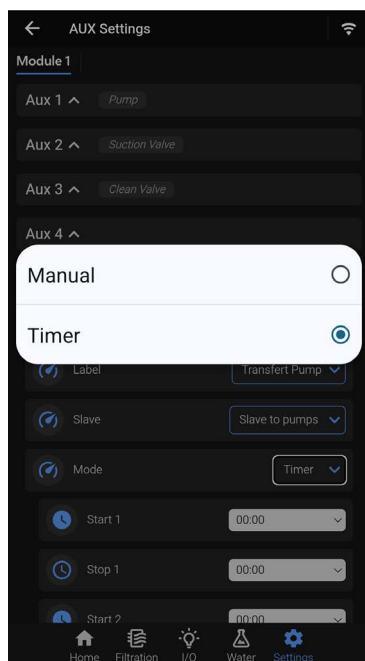 AUX Settings
Module 1
Aux 1 Pump
Aux 2 Suction Valve
Aux 3 Clean Valve
Aux 4
Manual
Timer
Label Transfert Pump
Slave Slave to pumps
Mode Timer
Start 1 00:00
Stop 1 00:00
Start 2 00:00
Home Filtration I/O Water Settings